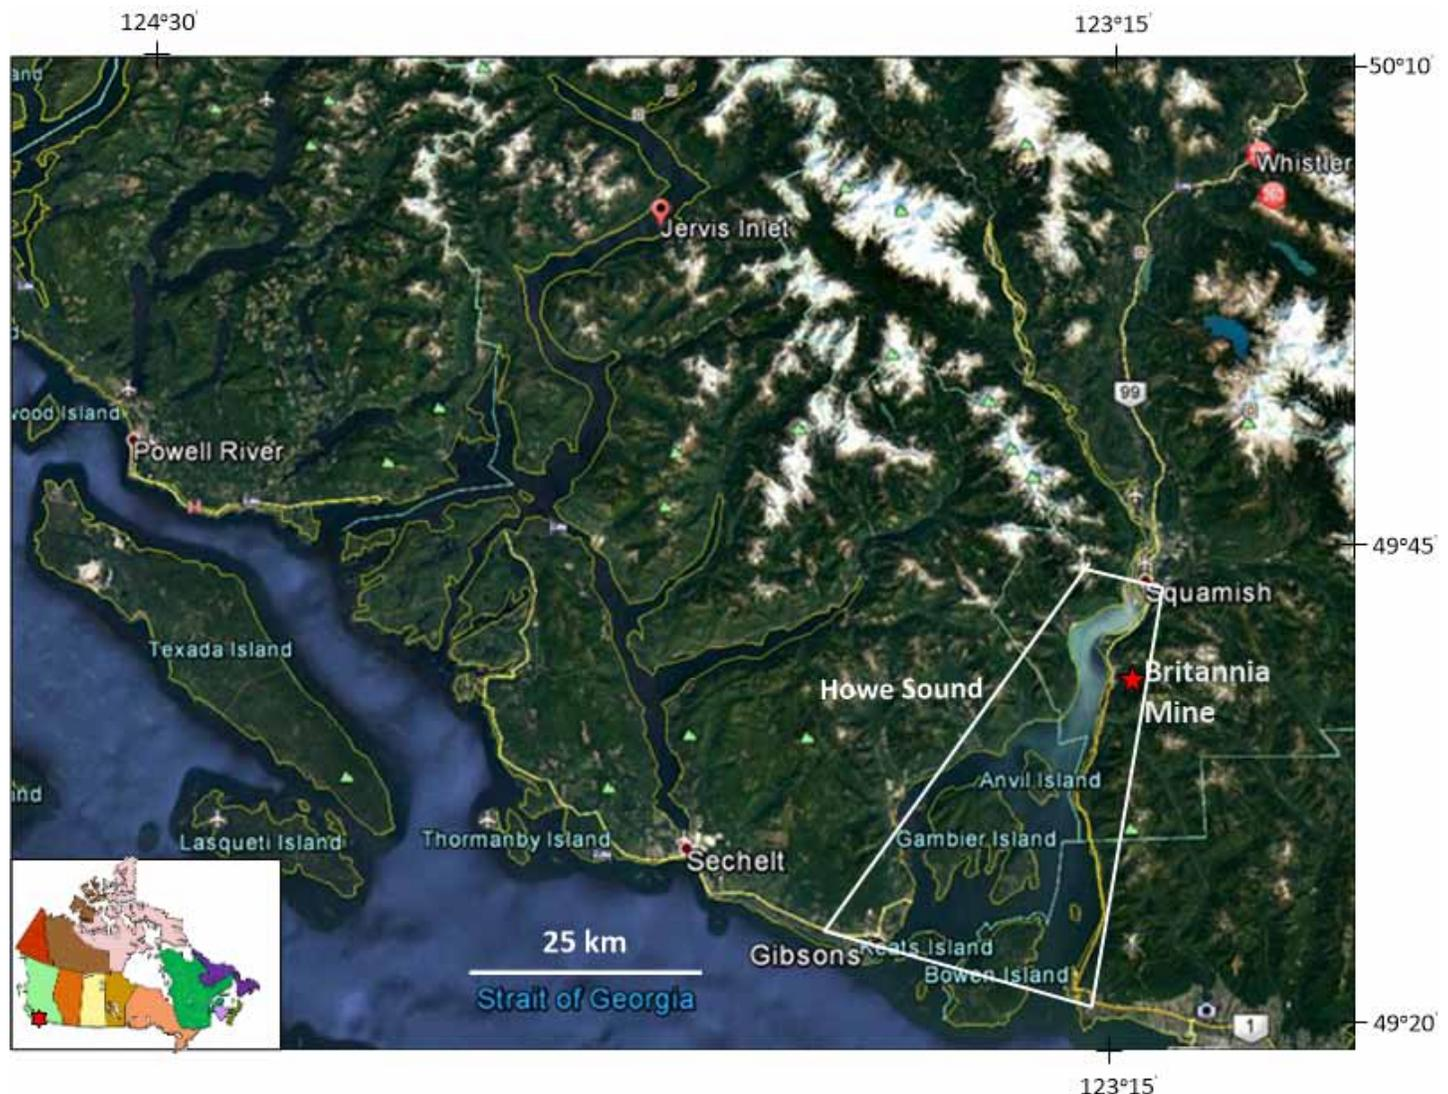 124°30'
123°15'
50°10'
and
Whistler
Jervis Inlet
99
wood Island
Powell River
49°45'
Squamish
Texada Island
Britannia
Mine
Howe Sound
Anvil Island
and
Lasqueti Island
Thormanby Island
Gambier Island
Sechelt
25 km
Gibsons
Keats Island
Bowen Island
Strait of Georgia
1
49°20'
123°15'